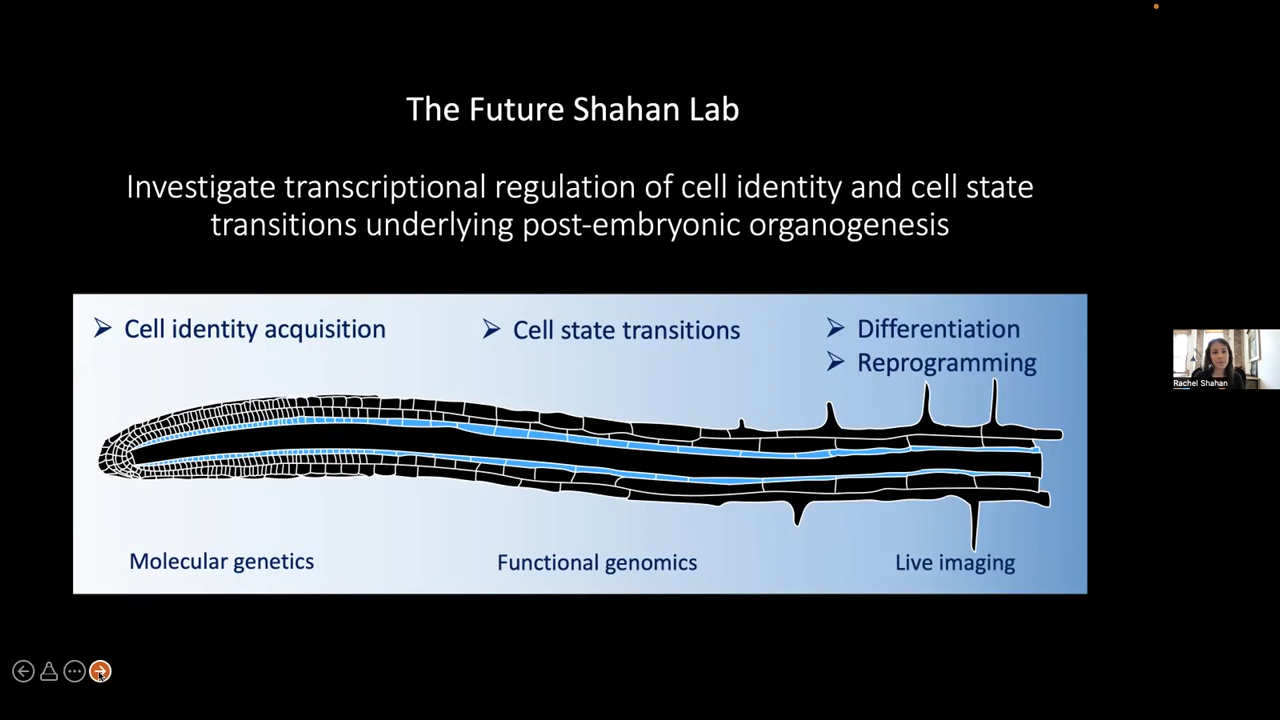 The Future Shahan Lab
Investigate transcriptional regulation of cell identity and cell state
transitions underlying post-embryonic organogenesis
Cell identity acquisition
Cell state transitions
Differentiation
Reprogramming
Molecular genetics
Functional genomics
Live imaging
Rachel Shahan